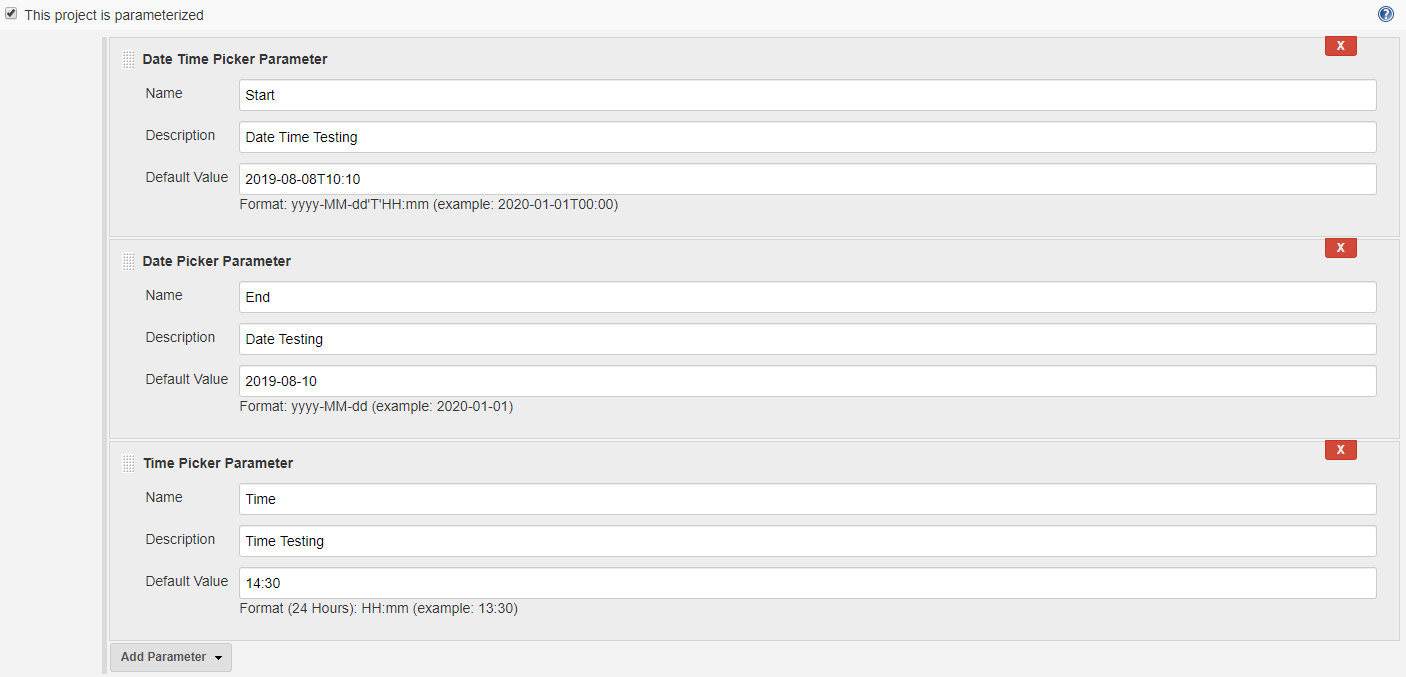 This project is parameterized
?
X
Date Time Picker Parameter
Name
Start
Description
Date Time Testing
Default Value
2019-08-08T10:10
Format: yyyy-MM-dd'T'HH:mm (example: 2020-01-01T00:00)
X
Date Picker Parameter
Name
End
Description
Date Testing
Default Value
2019-08-10
Format: yyyy-MM-dd (example: 2020-01-01)
X
Time Picker Parameter
Name
Time
Description
Time Testing
Default Value
14:30
Format (24 Hours): HH:mm (example: 13:30)
Add Parameter